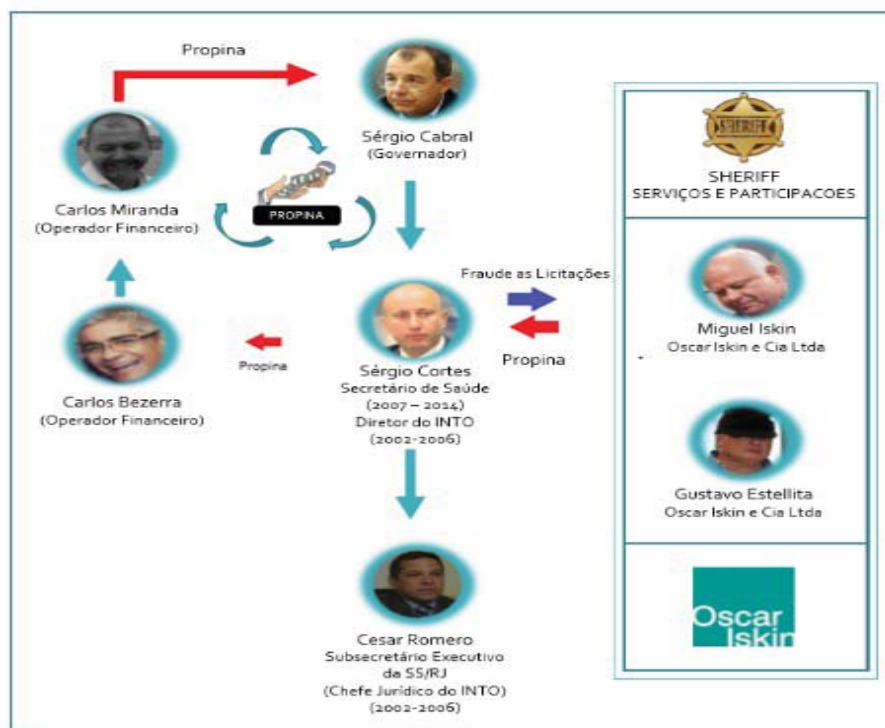 Propina
Sérgio Cabral
(Governador)
Carlos Miranda
(Operador Financeiro)
PROPINA
SHERIFF
SHERIFF
SERVIÇOS E PARTICIPACOES
Fraude as Licitações
Propina
Miguel Iskin
Oscar Iskin e Cia Ltda
Propina
Carlos Bezerra
(Operador Financeiro)
Sérgio Cortes
Secretário de Saúde
(2007 – 2014)
Diretor do INTO
(2002-2006)
Gustavo Estellita
Oscar Iskin e Cia Ltda
Cesar Romero
Subsecretário Executivo
da SS/RJ
(Chefe Jurídico do INTO)
(2002-2006)
Oscar
Iskin